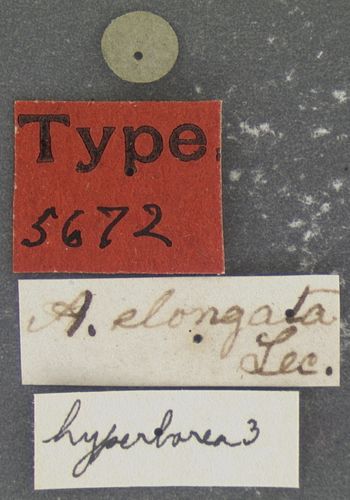 Type
5672
A. elongata
Lec.
hyperborea 3